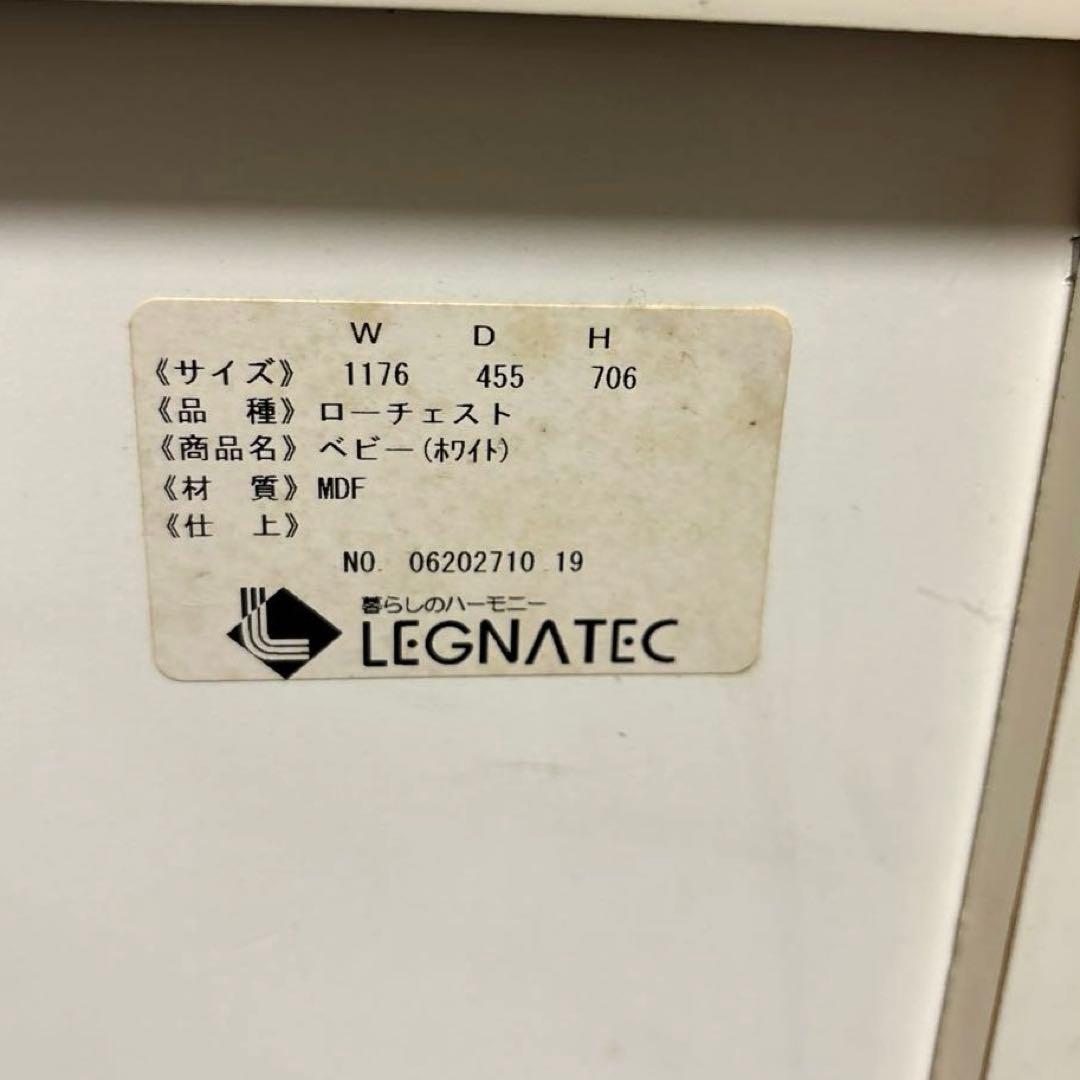 W D H
《サイズ》 1176 455 706
《品 種》 ローチェスト
《商品名》 ベビー(ホワイト)
《材 質》 MDF
《仕 上》
NO. 06202710 19
暮らしのハーモニー
LEGNATEC